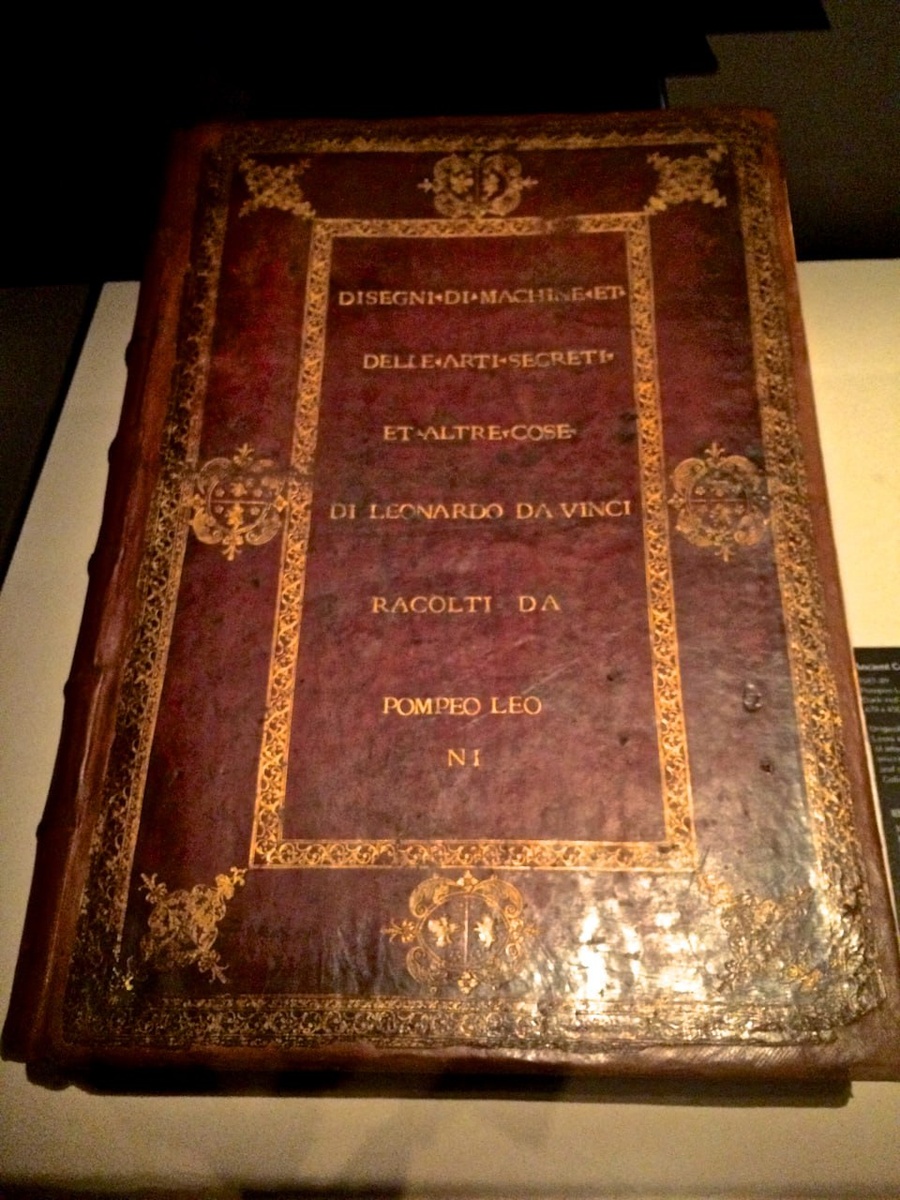 DISEGNI·DI·MACHINE·ET·
DELLE·ARTI·SECRETI·
ET·ALTRE·COSE·
DI LEONARDO DA VINCI
RACOLTI DA
POMPEO LEO
NI
Ancient